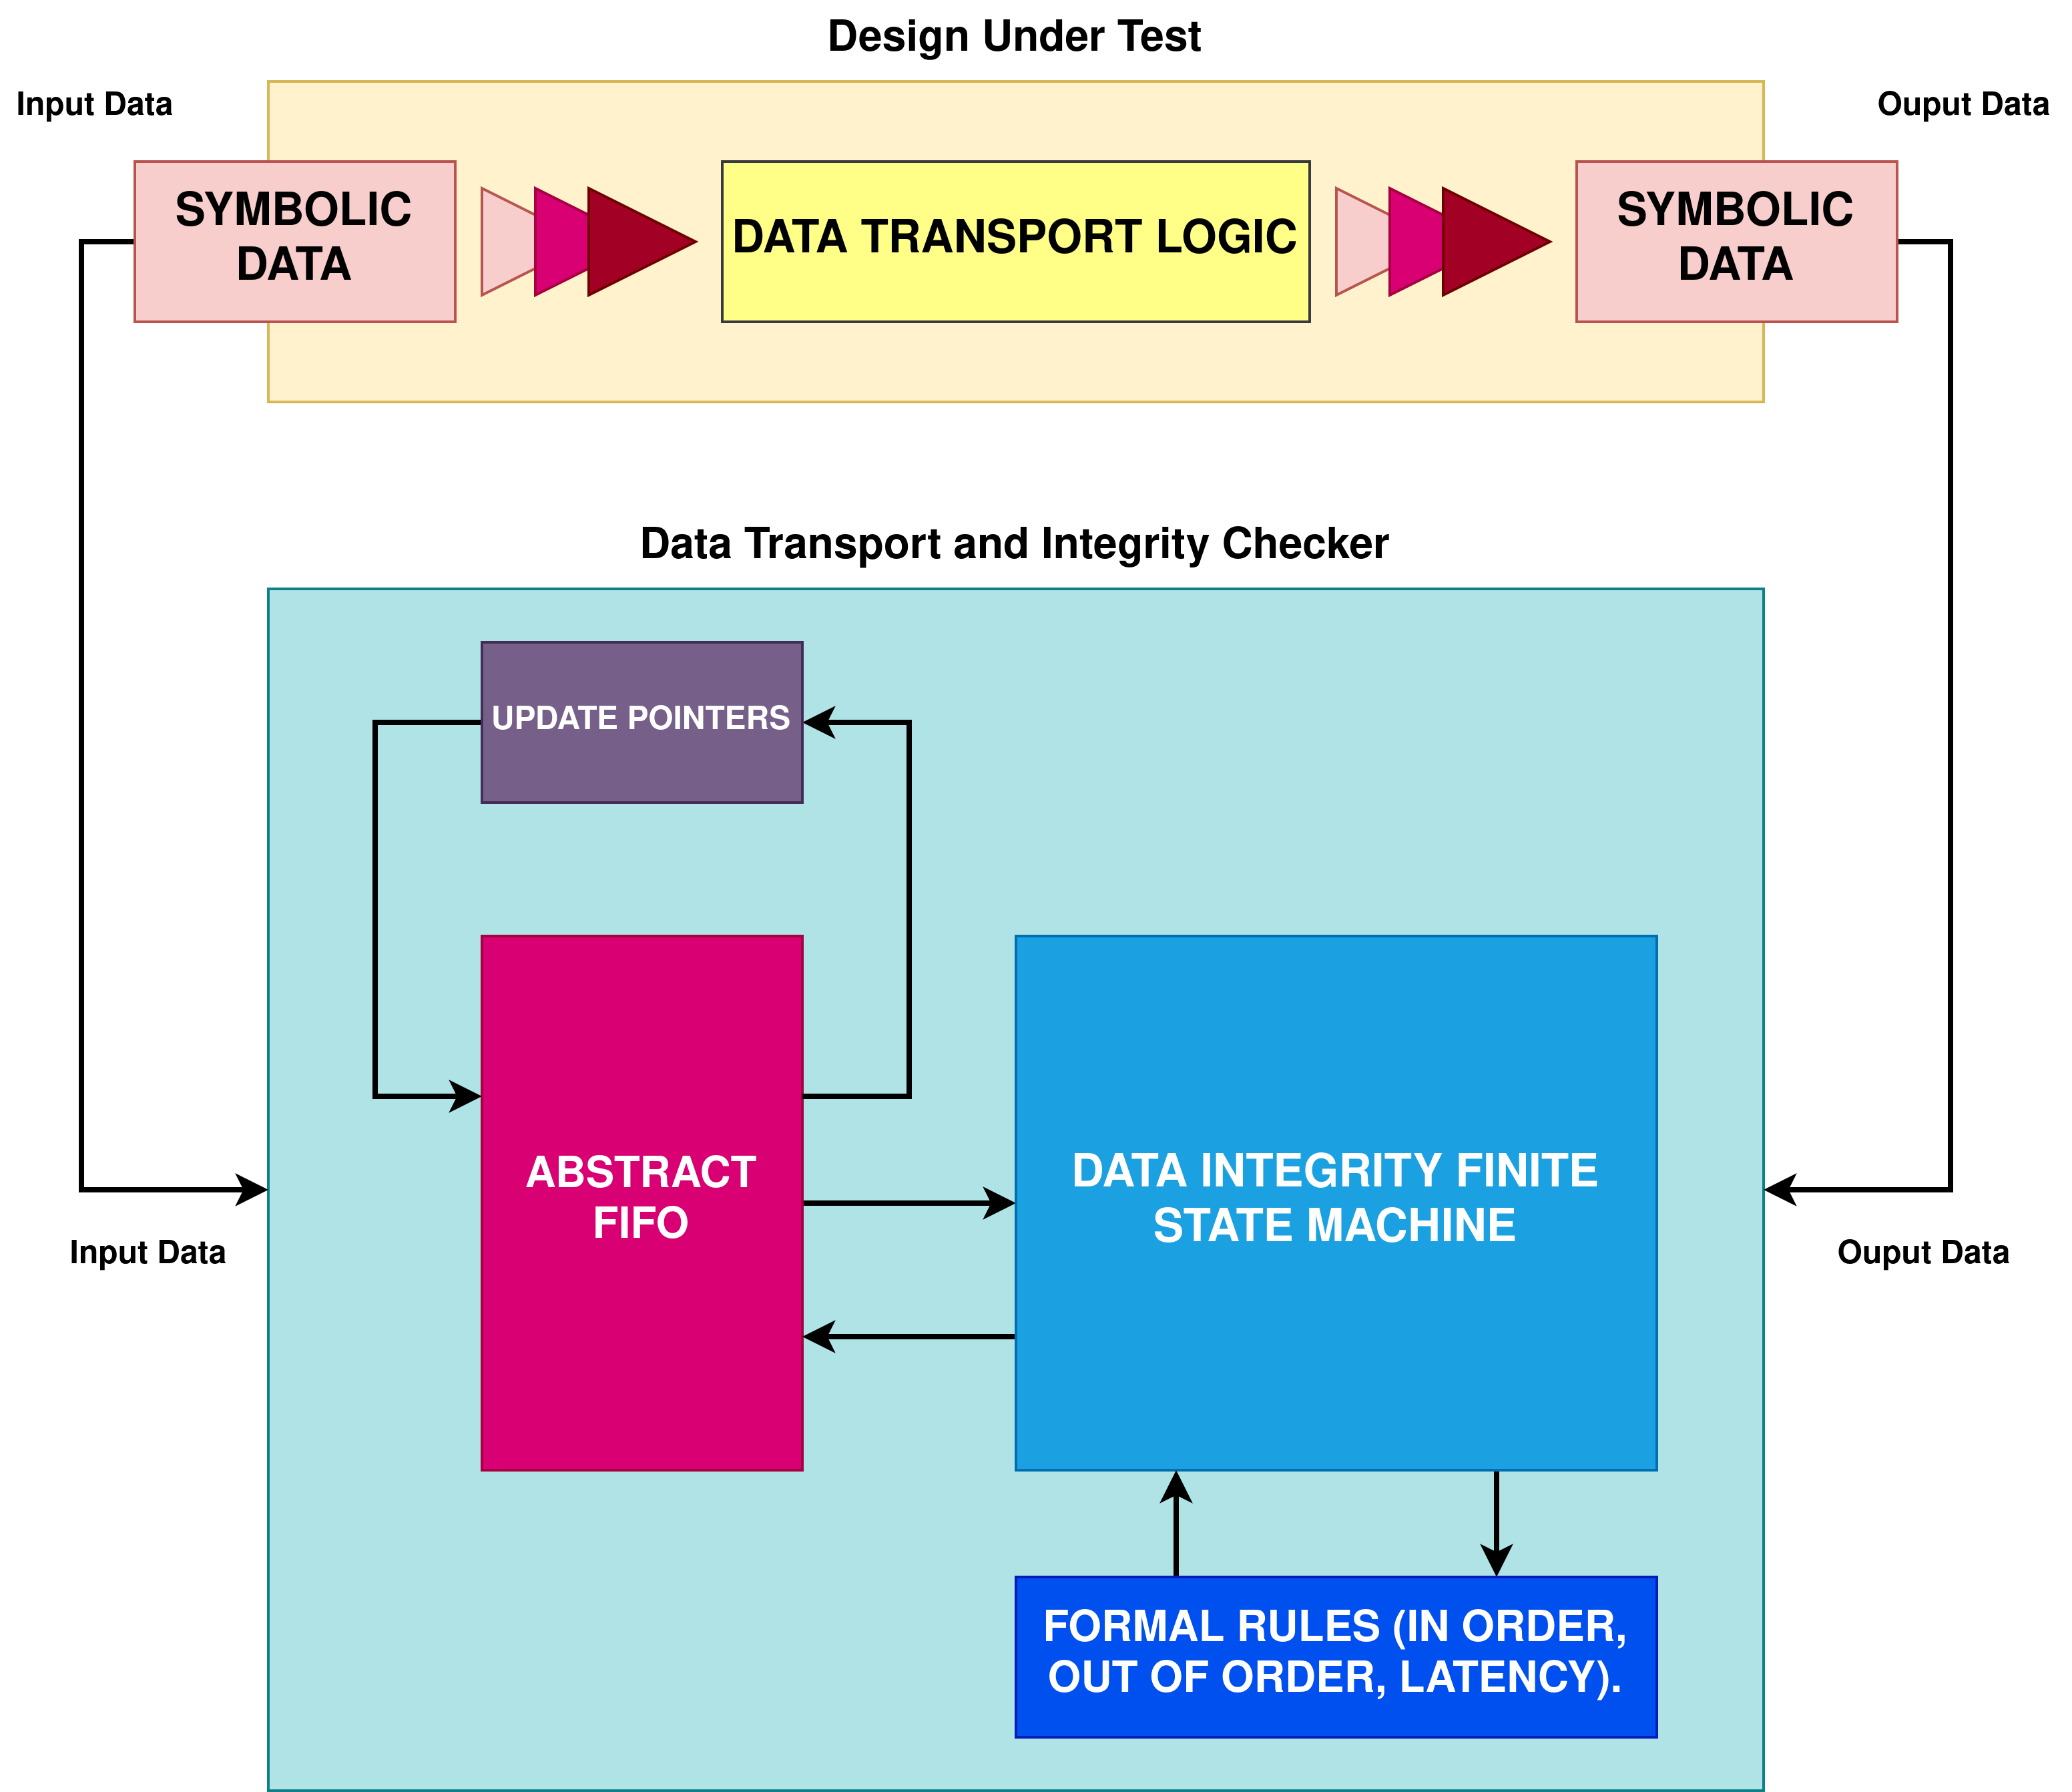 Design Under Test
Input Data
Ouput Data
SYMBOLIC
DATA
DATA TRANSPORT LOGIC
SYMBOLIC
DATA
Data Transport and Integrity Checker
UPDATE POINTERS
ABSTRACT
FIFO
DATA INTEGRITY FINITE
STATE MACHINE
Input Data
Ouput Data
FORMAL RULES (IN ORDER,
OUT OF ORDER, LATENCY).